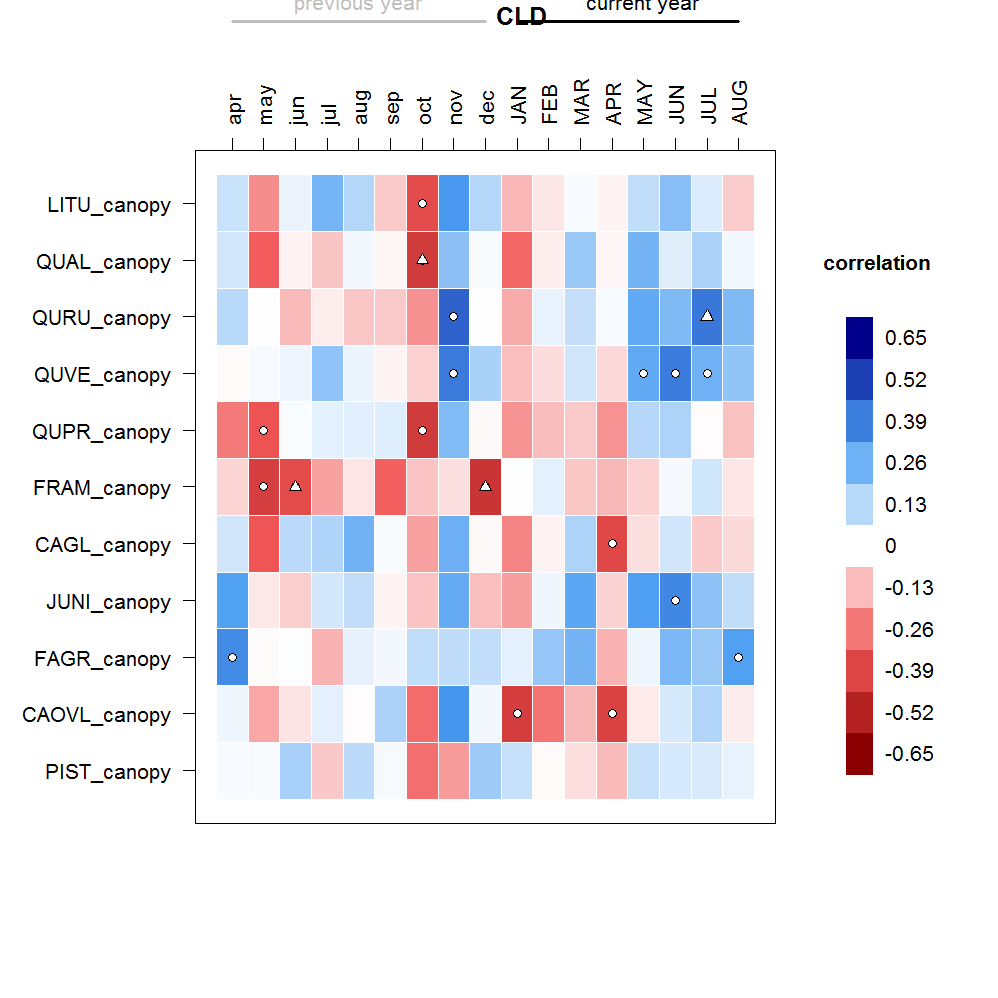 previous year
current year
CLD
apr may jun jul aug sep oct nov dec JAN FEB MAR APR MAY JUN JUL AUG
LITU_canopy
QUAL_canopy
QURU_canopy
QUVE_canopy
QUPR_canopy
FRAM_canopy
CAGL_canopy
JUNI_canopy
FAGR_canopy
CAOVL_canopy
PIST_canopy
correlation
0.65
0.52
0.39
0.26
0.13
0
-0.13
-0.26
-0.39
-0.52
-0.65